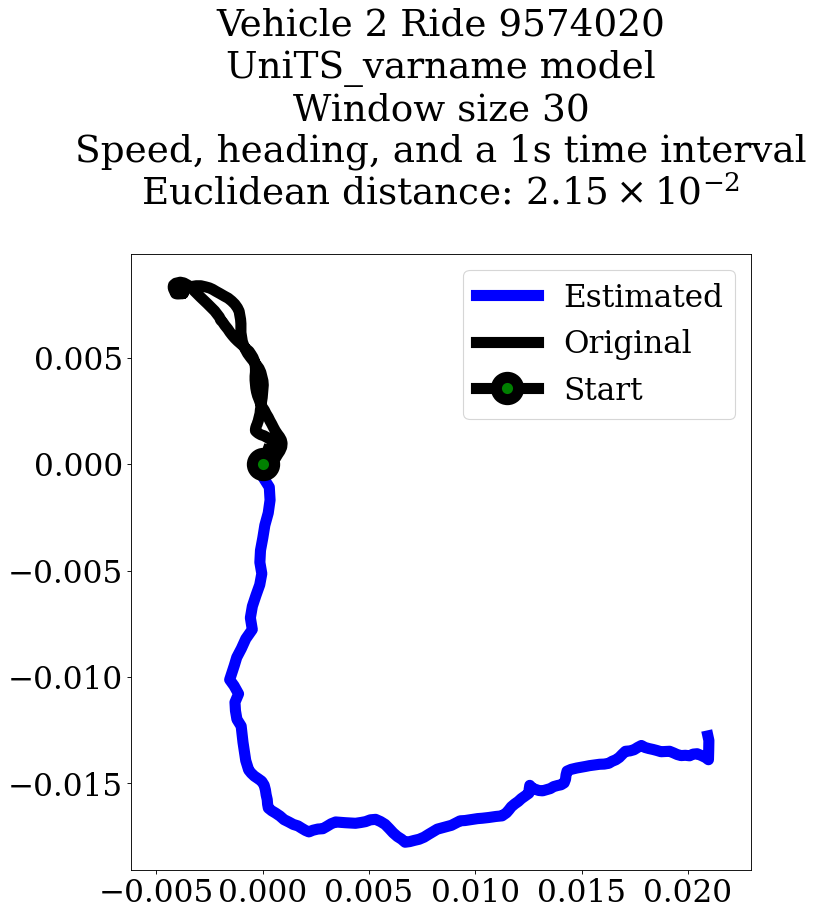 Vehicle 2 Ride 9574020
UniTS_varname model
Window size 30
Speed, heading, and a 1s time interval
Euclidean distance: 2.15 × 10⁻²
Estimated
Original
Start
0.005
0.000
−0.005
−0.010
−0.015
−0.005 0.000 0.005 0.010 0.015 0.020